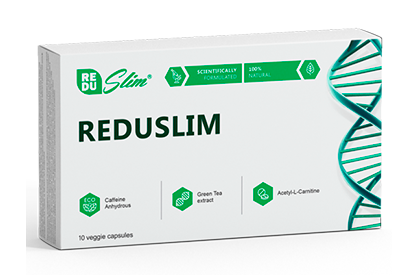 RE
DU
Slim®
SCIENTIFICALLY
FORMULATED
100%
NATURAL
REDUSLIM
ECO
Caffeine
Anhydrous
Green Tea
extract
Acetyl-L-Carnitine
10 veggie capsules